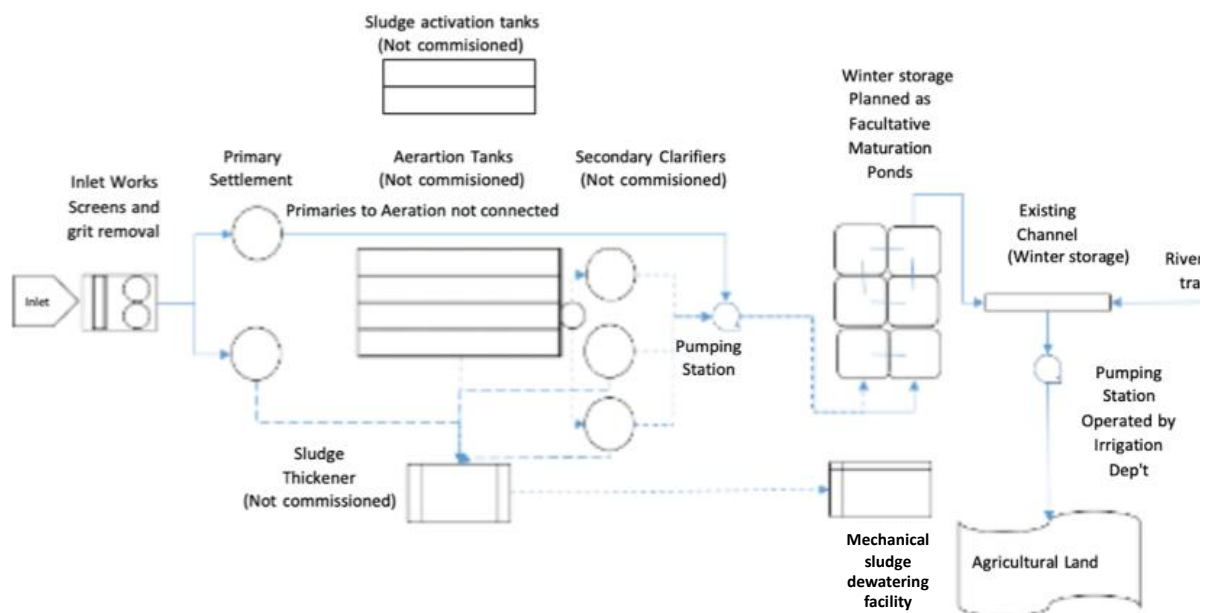 Sludge activation tanks
(Not commisioned)
Winter storage
Planned as
Facultative
Maturation
Ponds
Primary
Settlement
Aerartion Tanks
(Not commisioned)
Secondary Clarifiers
(Not commisioned)
Inlet Works
Screens and
grit removal
Primaries to Aeration not connected
Existing
Channel
(Winter storage)
River
tra
Inlet
Pumping
Station
Pumping
Station
Operated by
Irrigation
Dep't
Sludge
Thickener
(Not commissioned)
Mechanical
sludge
dewatering
facility
Agricultural Land